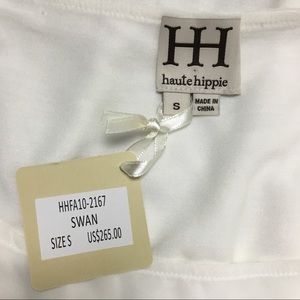 HH
haute hippie
S
MADE IN
CHINA
HHFA10-2167
SWAN
SIZE S US$265.00